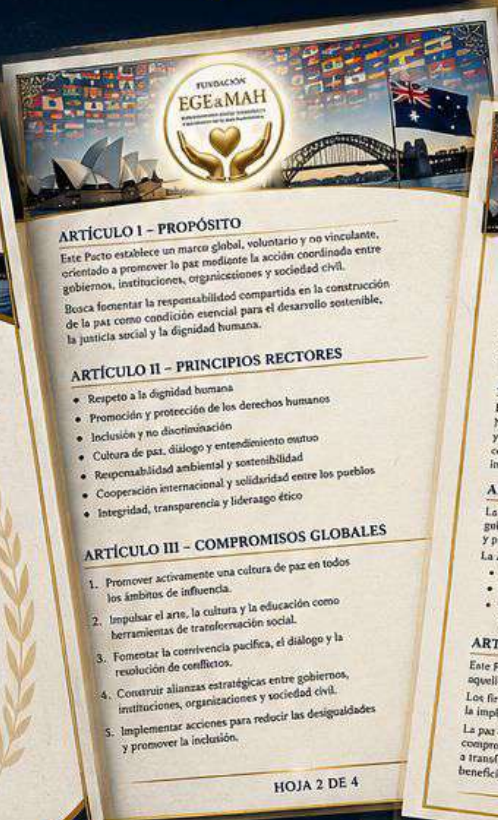 FUNDACIÓN
EGE&MAH
ARTÍCULO I – PROPÓSITO
Este Pacto establece un marco global, voluntario y no vinculante,
orientado a promover la paz mediante la acción coordinada entre
gobiernos, instituciones, organizaciones y sociedad civil.
Busca fomentar la responsabilidad compartida en la construcción
de la paz como condición esencial para el desarrollo sostenible,
la justicia social y la dignidad humana.
ARTÍCULO II – PRINCIPIOS RECTORES
• Respeto a la dignidad humana
• Promoción y protección de los derechos humanos
• Inclusión y no discriminación
• Cultura de paz, diálogo y entendimiento mutuo
• Responsabilidad ambiental y sostenibilidad
• Cooperación internacional y solidaridad entre los pueblos
• Integridad, transparencia y liderazgo ético
ARTÍCULO III – COMPROMISOS GLOBALES
1. Promover activamente una cultura de paz en todos
los ámbitos de influencia.
2. Impulsar el arte, la cultura y la educación como
herramientas de transformación social.
3. Fomentar la convivencia pacífica, el diálogo y la
resolución de conflictos.
4. Construir alianzas estratégicas entre gobiernos,
instituciones, organizaciones y sociedad civil.
5. Implementar acciones para reducir las desigualdades
y promover la inclusión.
HOJA 2 DE 4
La
y p
La
ART
Este P
aquell
Los fir
la impl
La paz
compro
a transf
benefici